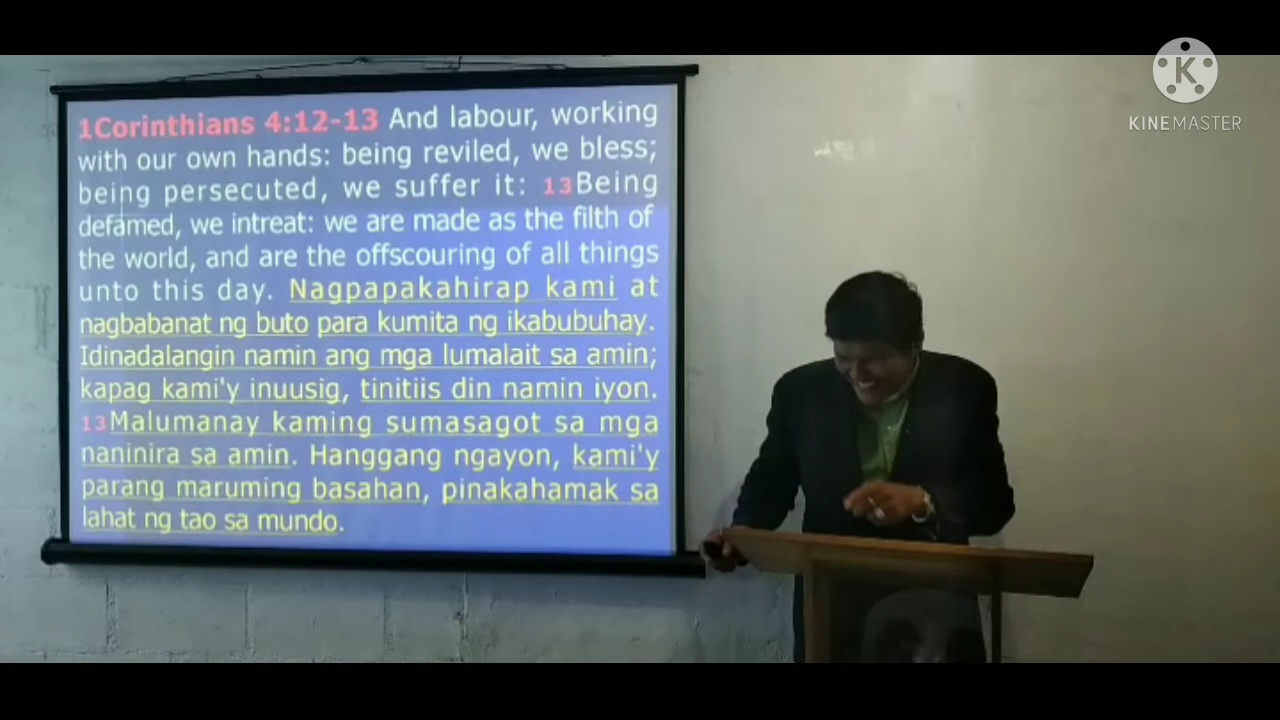 1Corinthians 4:12-13 And labour, working
with our own hands: being reviled, we bless;
being persecuted, we suffer it: 13Being
defamed, we intreat: we are made as the filth of
the world, and are the offscouring of all things
unto this day. Nagpapakahirap kami at
nagbabanat ng buto para kumita ng ikabubuhay.
Idinadalangin namin ang mga lumalait sa amin;
kapag kami'y inuusig, tinitiis din namin iyon.
13Malumanay kaming sumasagot sa mga
naninira sa amin. Hanggang ngayon, kami'y
parang maruming basahan, pinakahamak sa
lahat ng tao sa mundo.
K
KINEMASTER